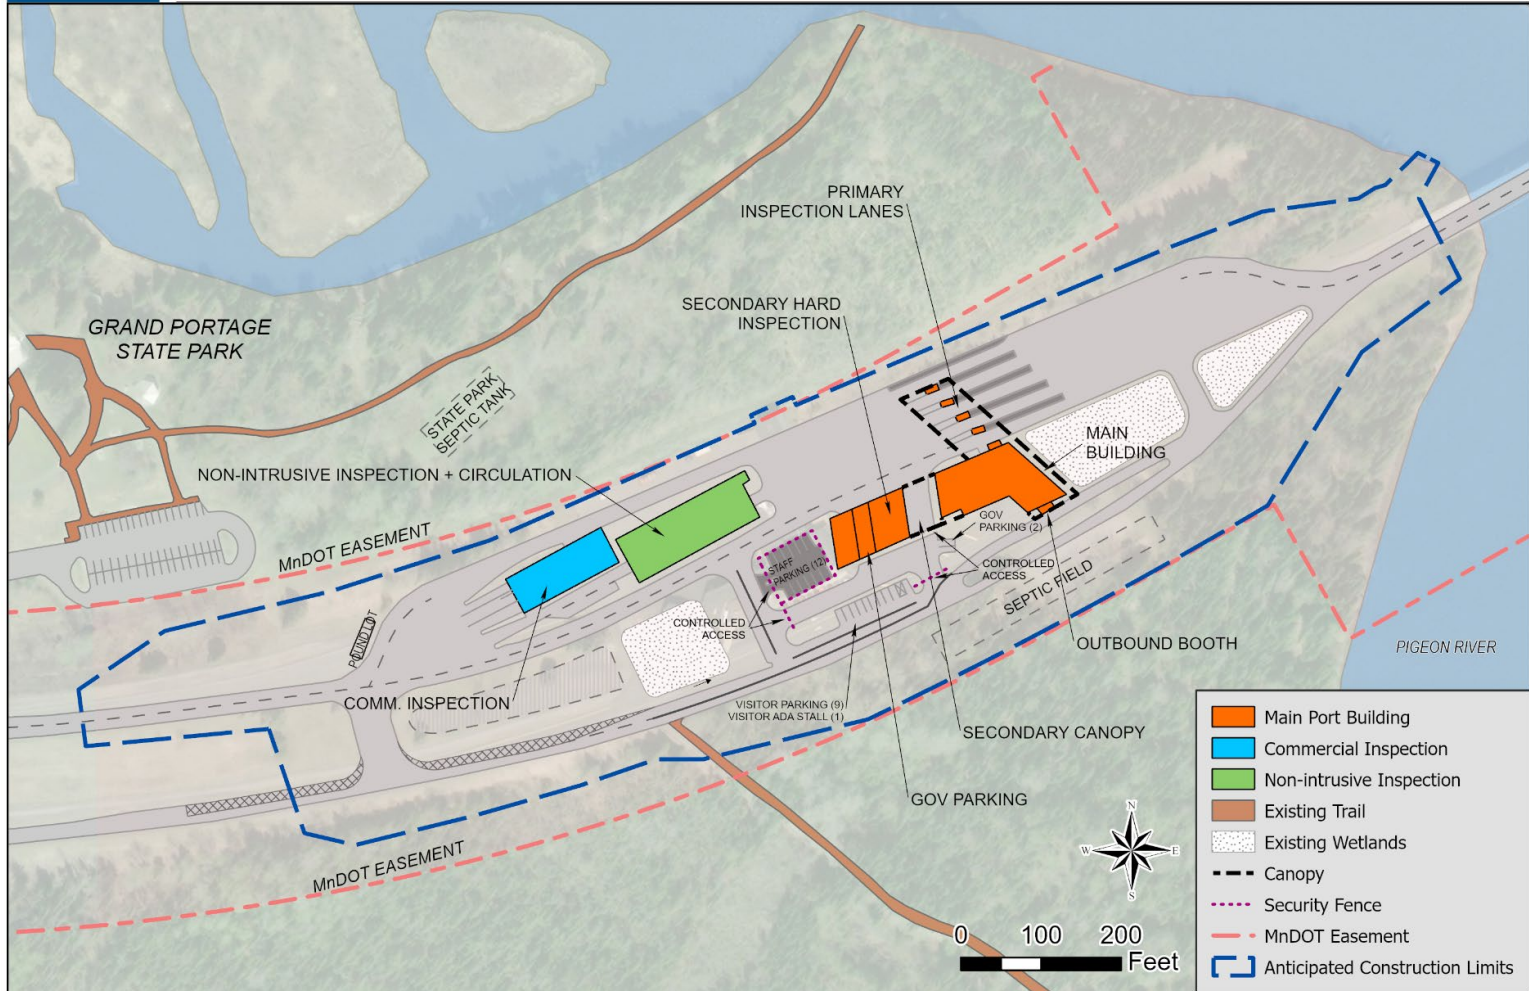 PRIMARY
INSPECTION LANES
SECONDARY HARD
INSPECTION
GRAND PORTAGE
STATE PARK
STATE PARK
SEPTIC TANK
NON-INTRUSIVE INSPECTION + CIRCULATION
MAIN
BUILDING
MnDOT EASEMENT
GOV
PARKING (2)
STAFF
PARKING (12)
CONTROLLED
ACCESS
SEPTIC FIELD
POUND LOT
CONTROLLED
ACCESS
OUTBOUND BOOTH
PIGEON RIVER
COMM. INSPECTION
VISITOR PARKING (9)
VISITOR ADA STALL (1)
SECONDARY CANOPY
GOV PARKING
MnDOT EASEMENT
N
W
E
S
0 100 200
Feet
Main Port Building
Commercial Inspection
Non-intrusive Inspection
Existing Trail
Existing Wetlands
Canopy
Security Fence
MnDOT Easement
Anticipated Construction Limits